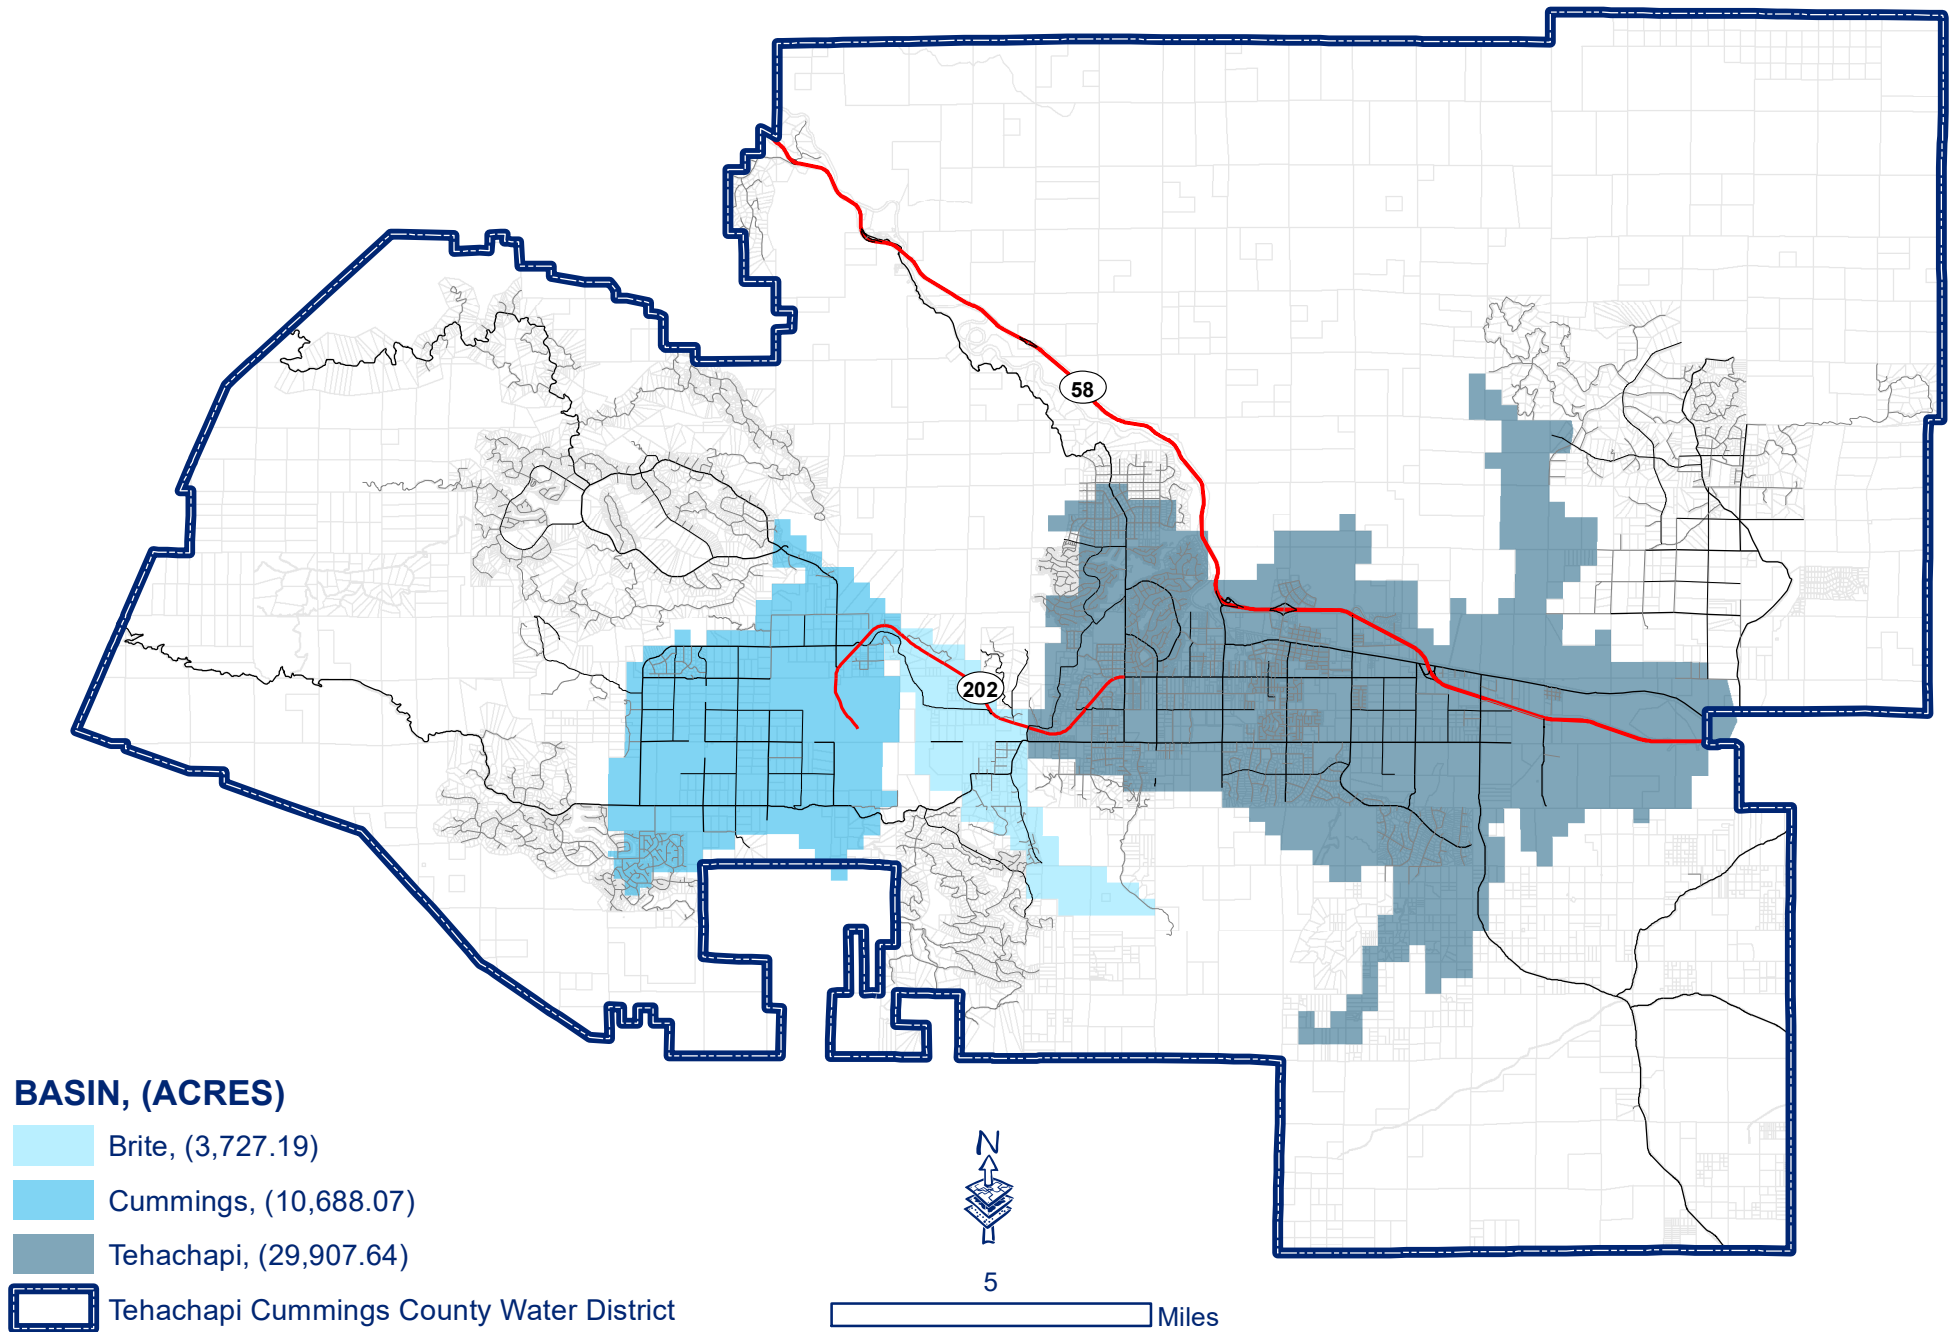 58
202
BASIN, (ACRES)
Brite, (3,727.19)
Cummings, (10,688.07)
Tehachapi, (29,907.64)
Tehachapi Cummings County Water District
N
5
Miles